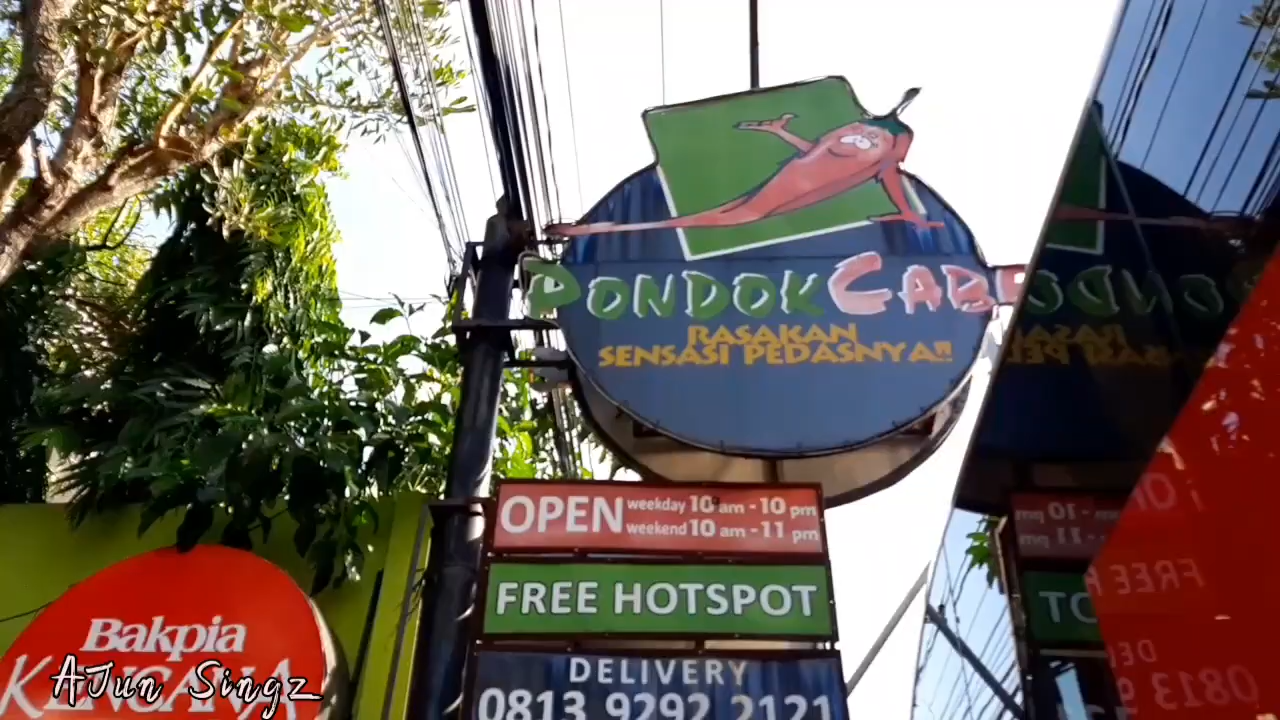 PONDOK CABE
RASAKAN
SENSASI PEDASNYA!!
OPEN weekday 10 am - 10 pm
weekend 10 am - 11 pm
FREE HOTSPOT
DELIVERY
0813 9292 2121
Bakpia
KENCANA
AJun Singz